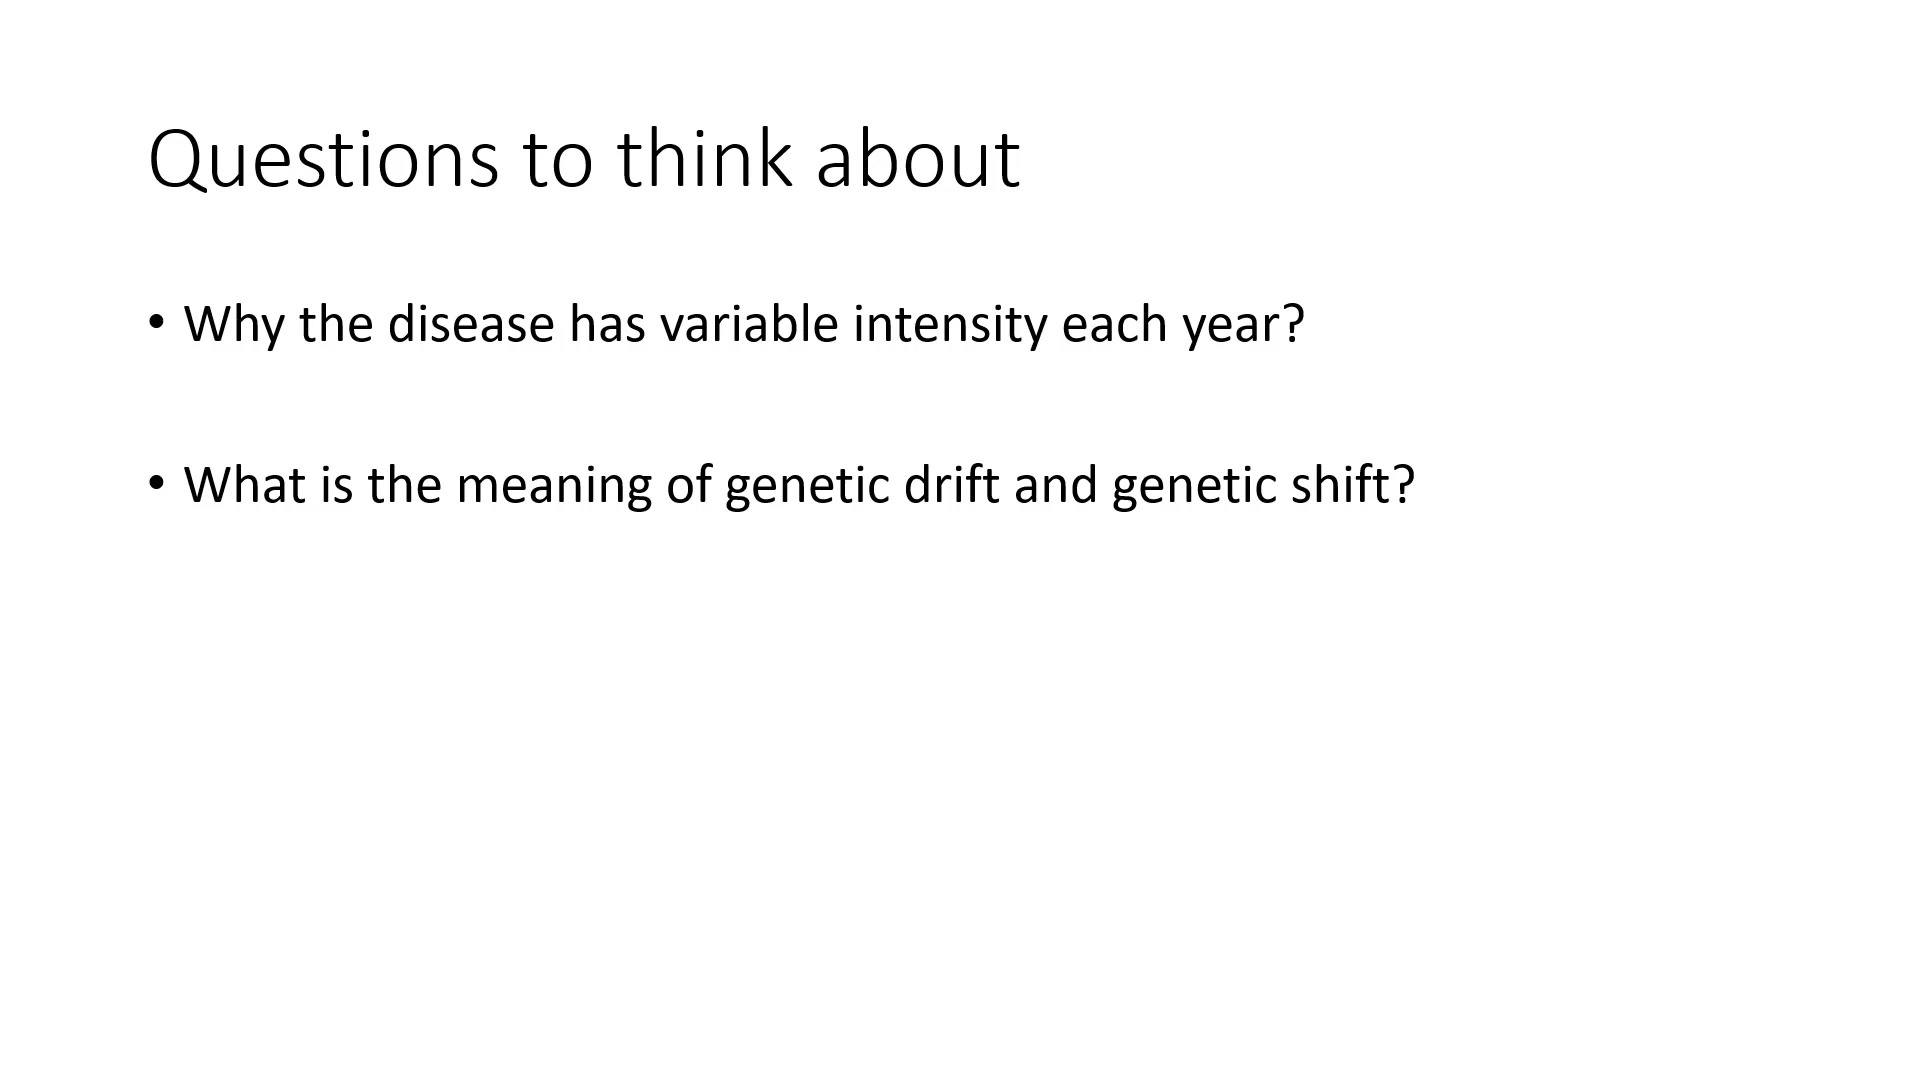 Questions to think about
• Why the disease has variable intensity each year?
• What is the meaning of genetic drift and genetic shift?